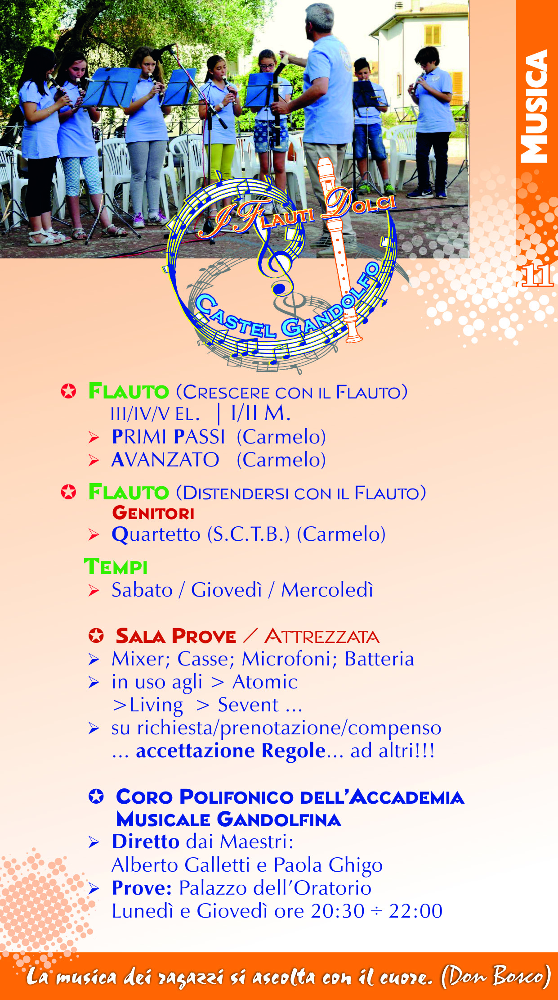 MUSICA
11
I FLAUTI DOLCI
CASTEL GANDOLFO
FLAUTO (CRESCERE CON IL FLAUTO)
III/IV/V EL. | I/II M.
PRIMI PASSI (Carmelo)
AVANZATO (Carmelo)
FLAUTO (DISTENDERSI CON IL FLAUTO)
GENITORI
Quartetto (S.C.T.B.) (Carmelo)
TEMPI
Sabato / Giovedì / Mercoledì
SALA PROVE / ATTREZZATA
Mixer; Casse; Microfoni; Batteria
in uso agli > Atomic
>Living > Sevent ...
su richiesta/prenotazione/compenso
... accettazione Regole... ad altri!!!
CORO POLIFONICO DELL'ACCADEMIA
MUSICALE GANDOLFINA
Diretto dai Maestri:
Alberto Galletti e Paola Ghigo
Prove: Palazzo dell'Oratorio
Lunedì e Giovedì ore 20:30 ÷ 22:00
La musica dei ragazzi si ascolta con il cuore. (Don Bosco)